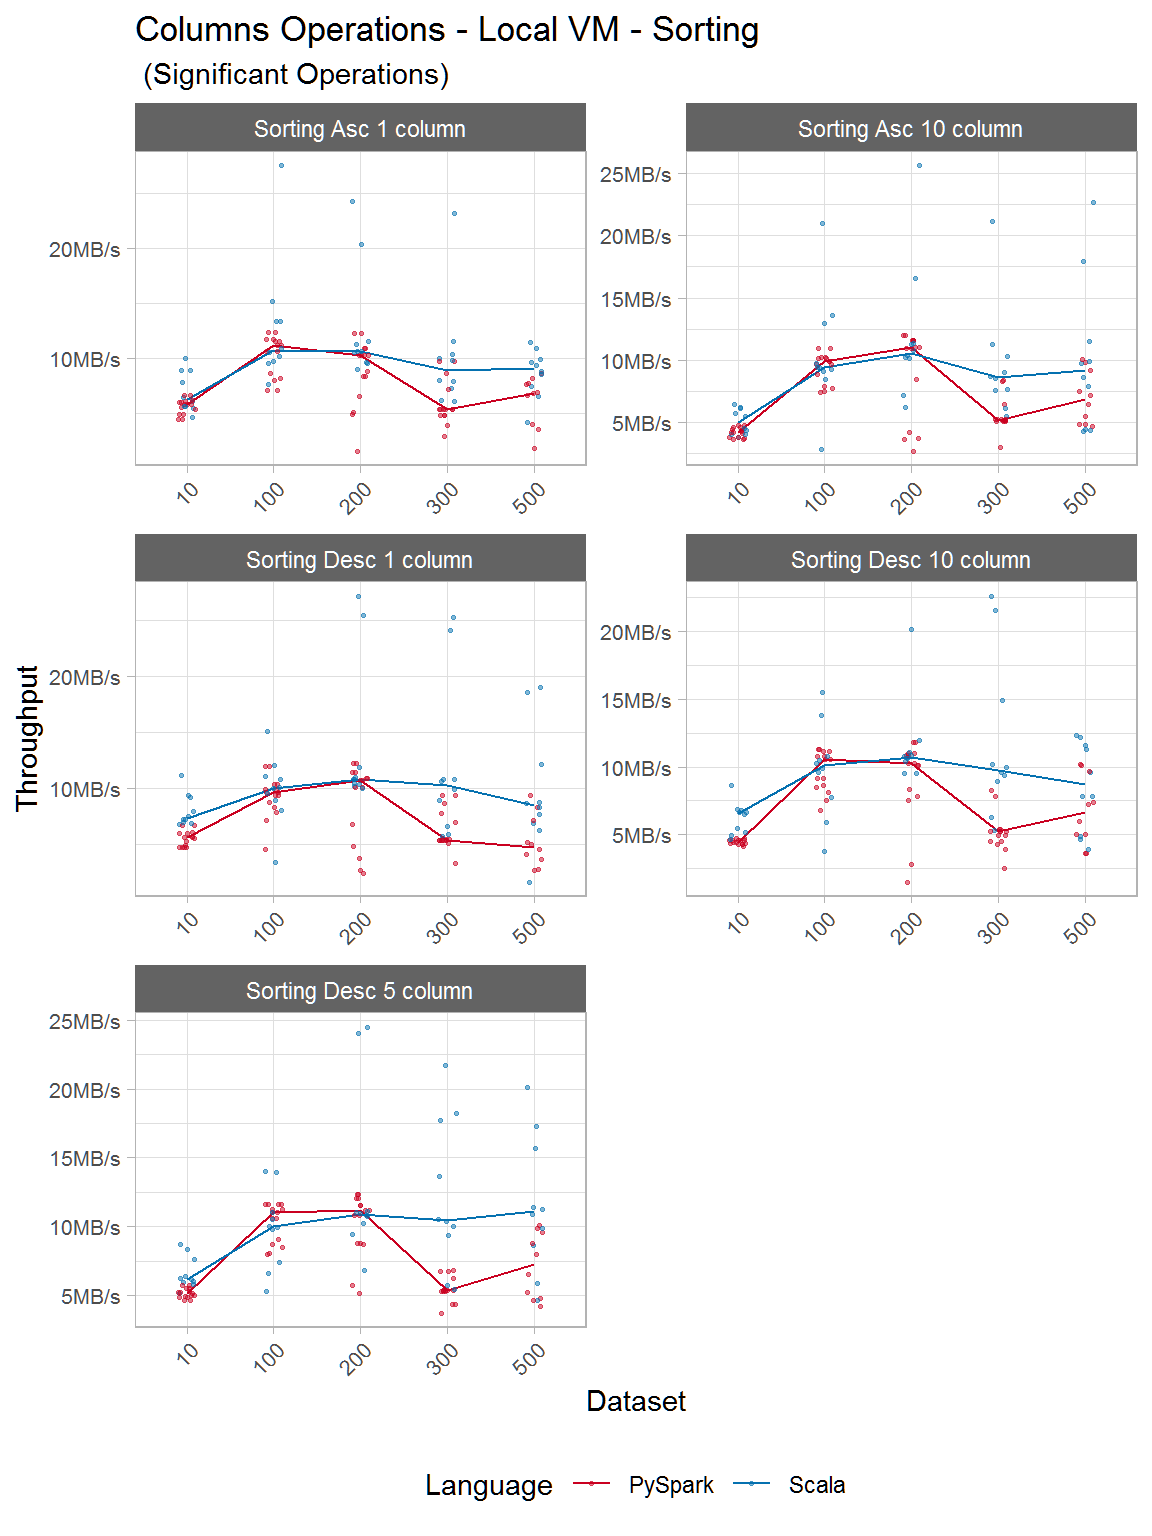 Columns Operations - Local VM - Sorting
(Significant Operations)
Sorting Asc 1 column
Sorting Asc 10 column
20MB/s
10MB/s
25MB/s
20MB/s
15MB/s
10MB/s
5MB/s
10 100 200 300 500
10 100 200 300 500
Sorting Desc 1 column
Sorting Desc 10 column
20MB/s
10MB/s
20MB/s
15MB/s
10MB/s
5MB/s
10 100 200 300 500
10 100 200 300 500
Throughput
Sorting Desc 5 column
25MB/s
20MB/s
15MB/s
10MB/s
5MB/s
10 100 200 300 500
Dataset
Language PySpark Scala